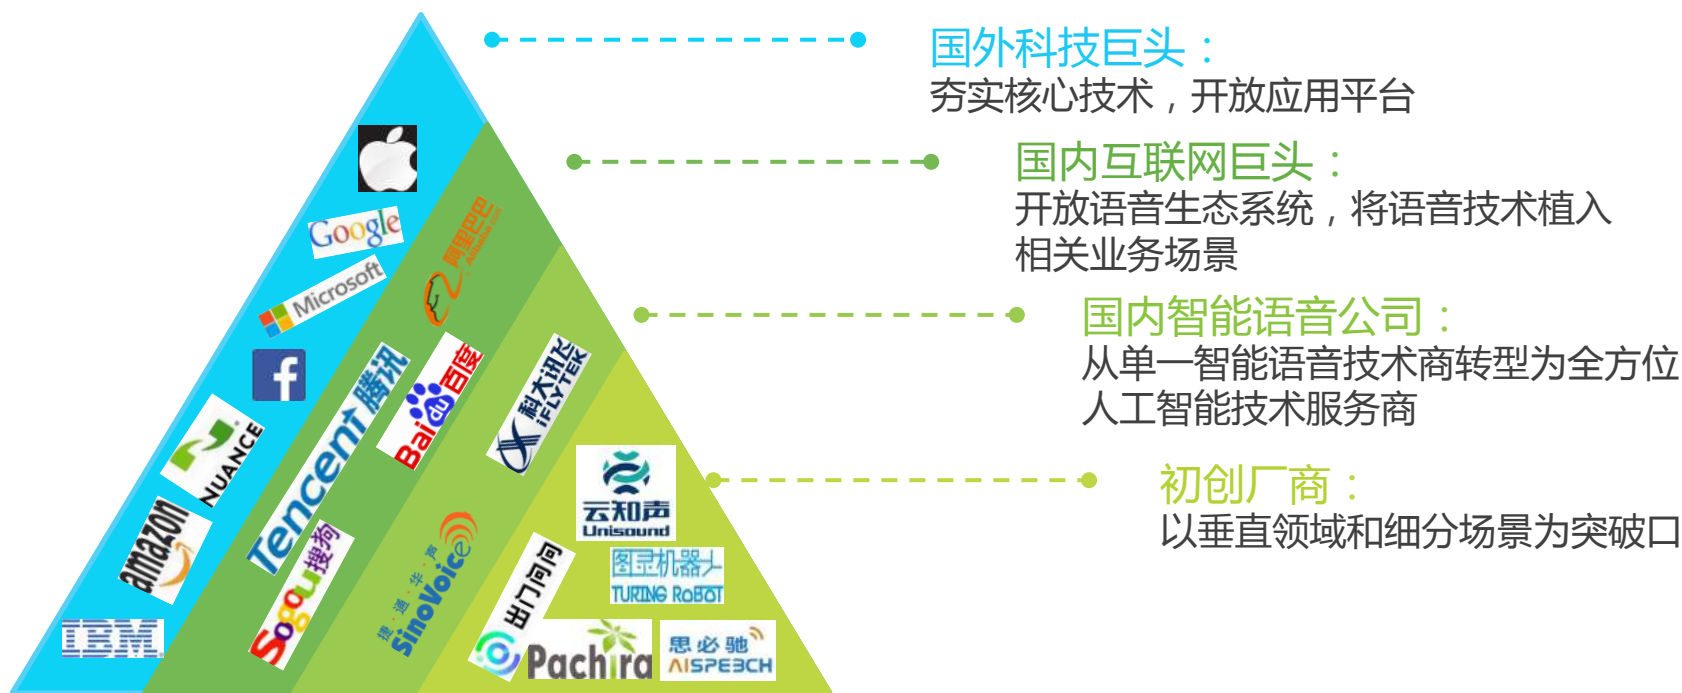 国外科技巨头：
夯实核心技术，开放应用平台
国内互联网巨头：
开放语音生态系统，将语音技术植入
相关业务场景
国内智能语音公司：
从单一智能语音技术商转型为全方位
人工智能技术服务商
初创厂商：
以垂直领域和细分场景为突破口
Google
Microsoft
NUANCE
amazon
IBM
阿里巴巴
Alibaba.com
Tencent 腾讯
Baidu 百度
Sogou搜狗
科大讯飞
iFLYTEK
捷·通·华·声
SinoVoice
云知声
Unisound
图灵机器人
TURING ROBOT
出门问问
Pachira
思必驰
AISPEECH